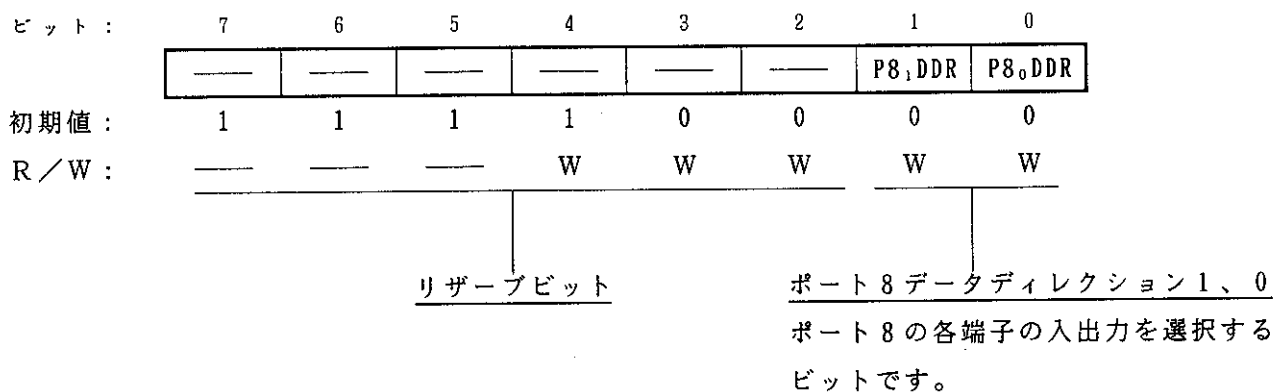 ビット： 7 6 5 4 3 2 1 0
― ― ― ― ― ― P8₁DDR P8₀DDR
初期値： 1 1 1 1 0 0 0 0
R／W： ― ― ― W W W W W
リザーブビット
ポート8データディレクション1、0
ポート8の各端子の入出力を選択する
ビットです。